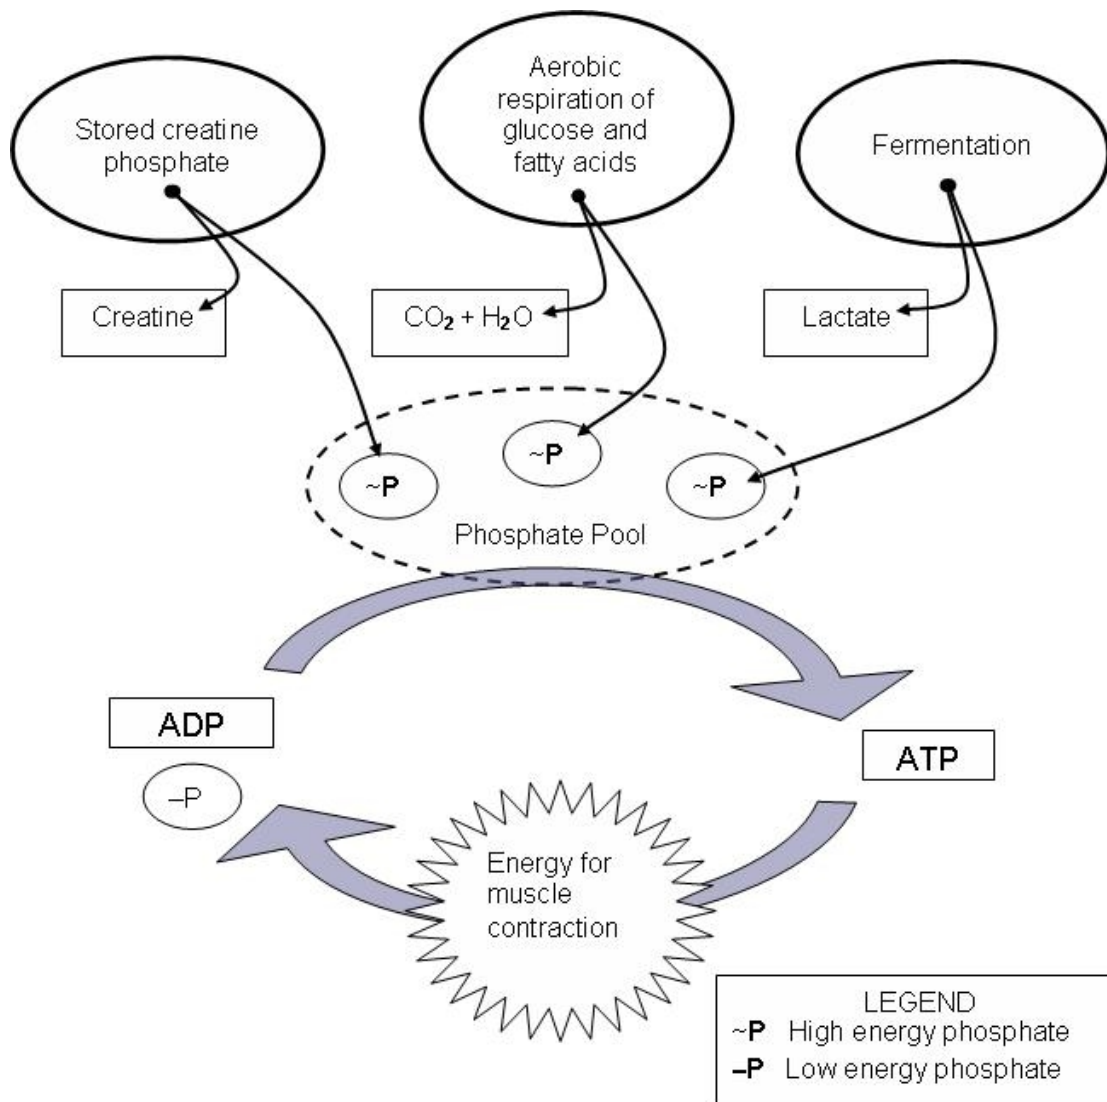 Stored creatine
phosphate
Aerobic
respiration of
glucose and
fatty acids
Fermentation
Creatine
CO₂ + H₂O
Lactate
~P
~P
~P
Phosphate Pool
ADP
–P
ATP
Energy for
muscle
contraction
LEGEND
~P High energy phosphate
–P Low energy phosphate